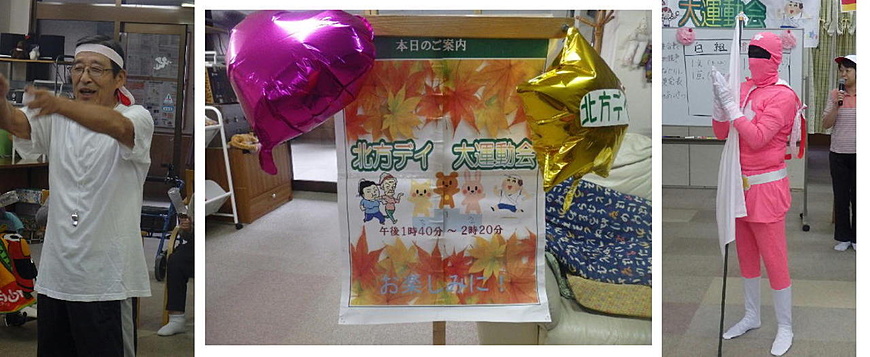 本日のご案内
北方デイ 大運動会
午後1時40分 ～ 2時20分
お楽しみに!
北方デ
大運動会